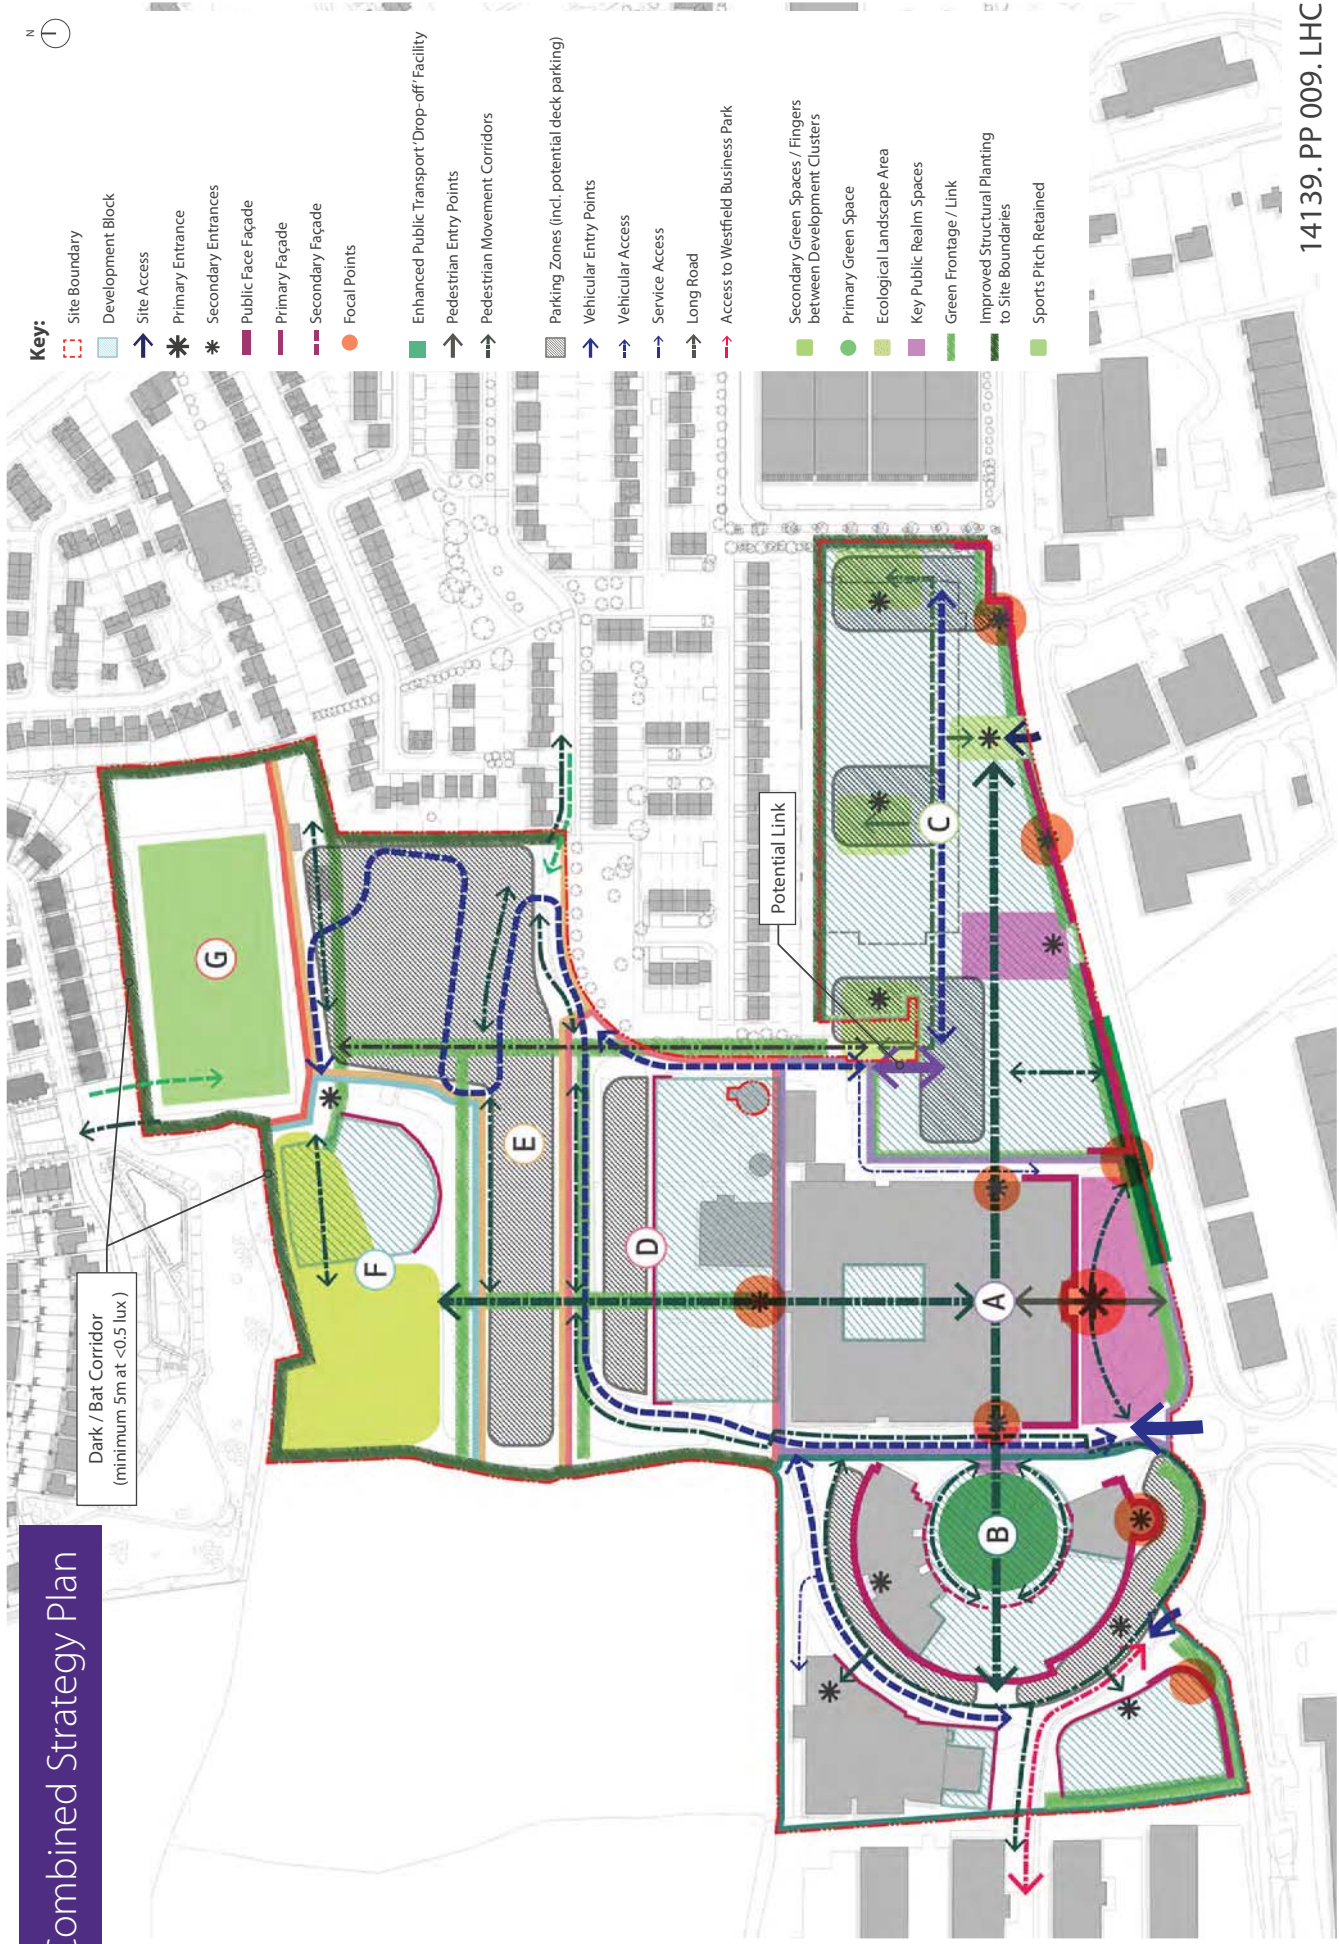 Combined Strategy Plan
N
Key:
Site Boundary
Development Block
Site Access
Primary Entrance
Secondary Entrances
Public Face Façade
Primary Façade
Secondary Façade
Focal Points
Enhanced Public Transport 'Drop-off' Facility
Pedestrian Entry Points
Pedestrian Movement Corridors
Parking Zones (incl. potential deck parking)
Vehicular Entry Points
Vehicular Access
Service Access
Long Road
Access to Westfield Business Park
Secondary Green Spaces / Fingers
between Development Clusters
Primary Green Space
Ecological Landscape Area
Key Public Realm Spaces
Green Frontage / Link
Improved Structural Planting
to Site Boundaries
Sports Pitch Retained
Dark / Bat Corridor
(minimum 5m at <0.5 lux )
Potential Link
G
F
E
D
A
B
C
14139. PP 009. LHC